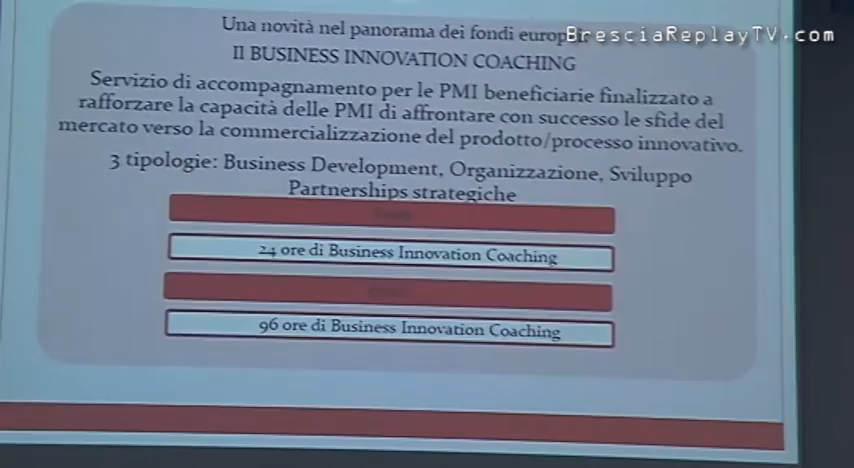 Una novità nel panorama dei fondi europ
BresciaReplayTV.com
II BUSINESS INNOVATION COACHING
Servizio di accompagnamento per le PMI beneficiarie finalizzato a
rafforzare la capacità delle PMI di affrontare con successo le sfide del
mercato verso la commercializzazione del prodotto/processo innovativo.
3 tipologie: Business Development, Organizzazione, Sviluppo
Partnerships strategiche
24 ore di Business Innovation Coaching
96 ore di Business Innovation Coaching